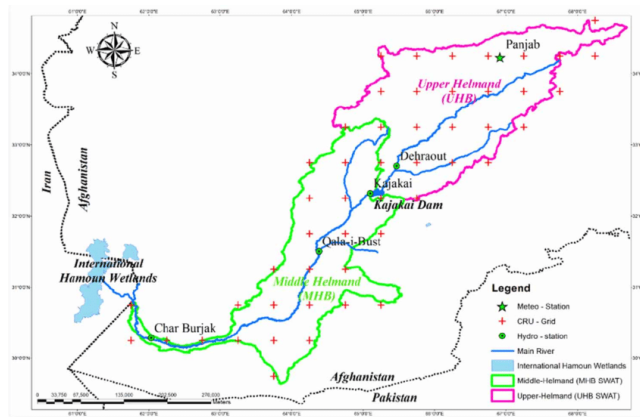 N
W E
S
Panjab
Upper Helmand
(UHB)
Dehraout
Kajakai
Kajakai Dam
Iran
Afghanistan
Qala-i-Bust
International
Hamoun Wetlands
Middle Helmand
(MHB)
Char Burjak
Afghanistan
Pakistan
Legend
Meteo - Station
CRU - Grid
Hydro - station
Main River
International Hamoun Wetlands
Middle-Helmand (MHB SWAT)
Upper-Helmand (UHB SWAT)